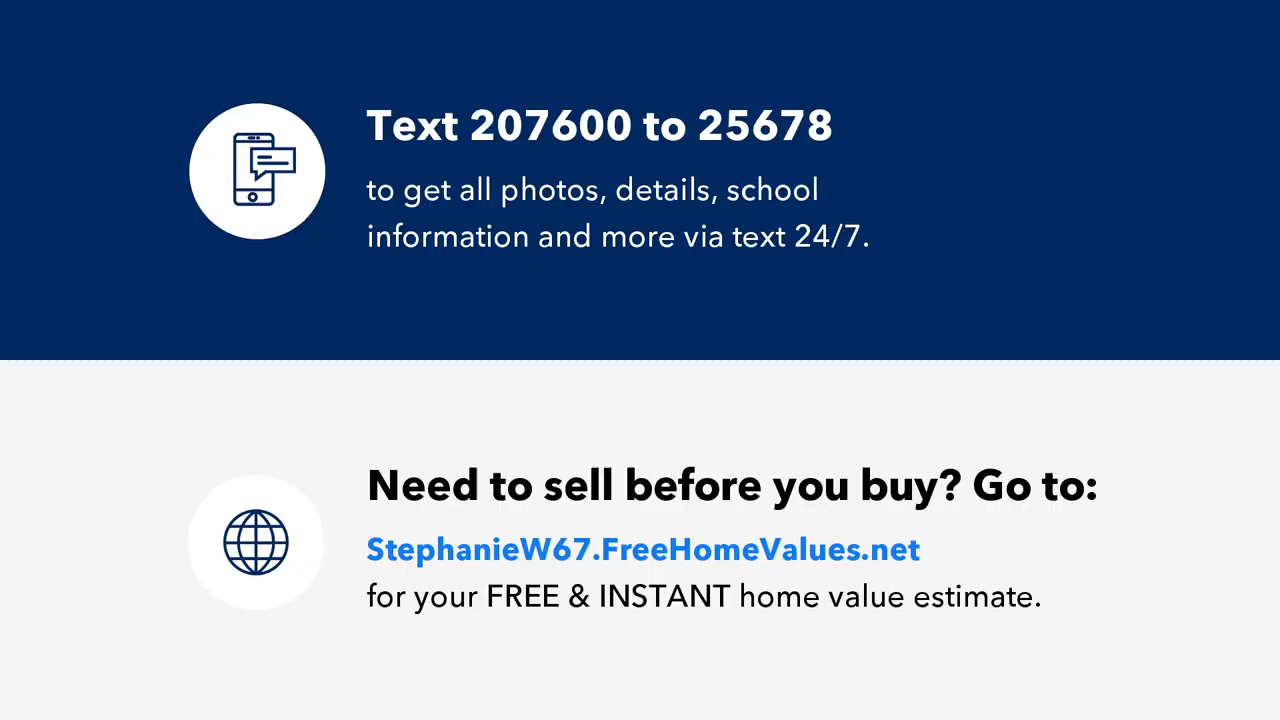 Text 207600 to 25678
to get all photos, details, school
information and more via text 24/7.
Need to sell before you buy? Go to:
StephanieW67.FreeHomeValues.net
for your FREE & INSTANT home value estimate.